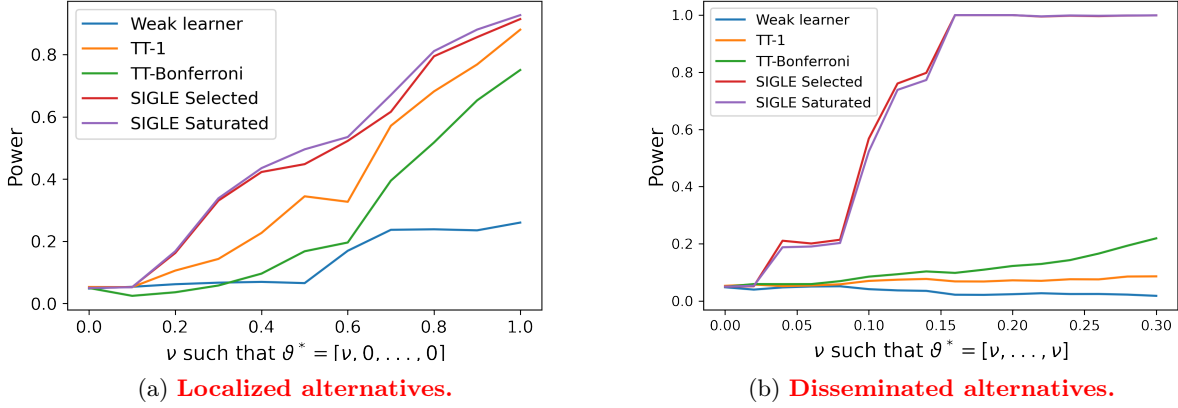 Weak learner
TT-1
TT-Bonferroni
SIGLE Selected
SIGLE Saturated
Power
0.8
0.6
0.4
0.2
0.0
0.0 0.2 0.4 0.6 0.8 1.0
ν such that ϑ* = [ν, 0, . . . , 0]
(a) Localized alternatives.
Weak learner
TT-1
TT-Bonferroni
SIGLE Selected
SIGLE Saturated
Power
1.0
0.8
0.6
0.4
0.2
0.0
0.00 0.05 0.10 0.15 0.20 0.25 0.30
ν such that ϑ* = [ν, . . . , ν]
(b) Disseminated alternatives.